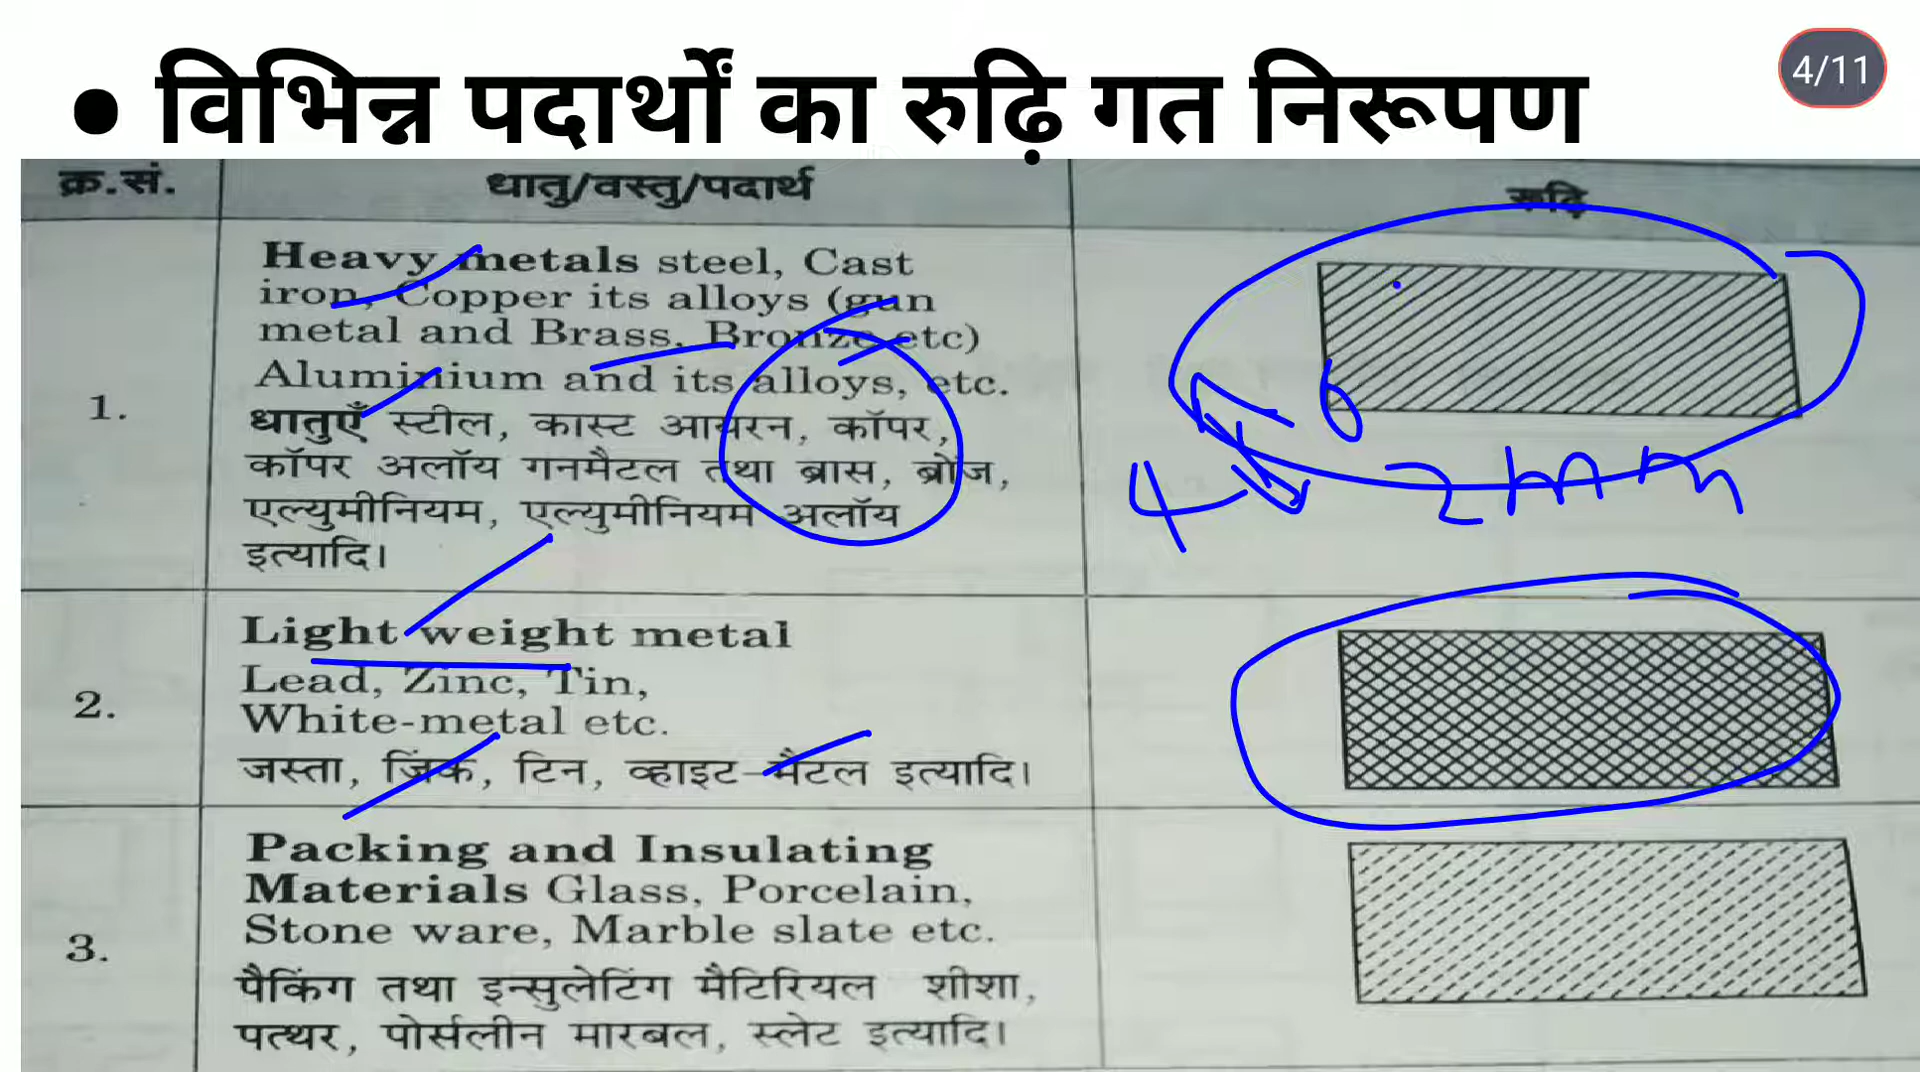 • विभिन्न पदार्थों का रुढ़ि गत निरूपण
4/11
क्र.सं. धातु/वस्तु/पदार्थ रूढ़ि
1.
Heavy metals steel, Cast
iron, Copper its alloys (gun
metal and Brass, Bronze etc)
Aluminium and its alloys, etc.
धातुएँ स्टील, कास्ट आयरन, कॉपर,
कॉपर अलॉय गनमैटल तथा ब्रास, ब्रोंज,
एल्युमीनियम, एल्युमीनियम अलॉय
इत्यादि।
2mm
2.
Light weight metal
Lead, Zinc, Tin,
White-metal etc.
जस्ता, जिंक, टिन, व्हाइट-मैटल इत्यादि।
3.
Packing and Insulating
Materials Glass, Porcelain,
Stone ware, Marble slate etc.
पैकिंग तथा इन्सुलेटिंग मैटिरियल शीशा,
पत्थर, पोर्सलीन मारबल, स्लेट इत्यादि।